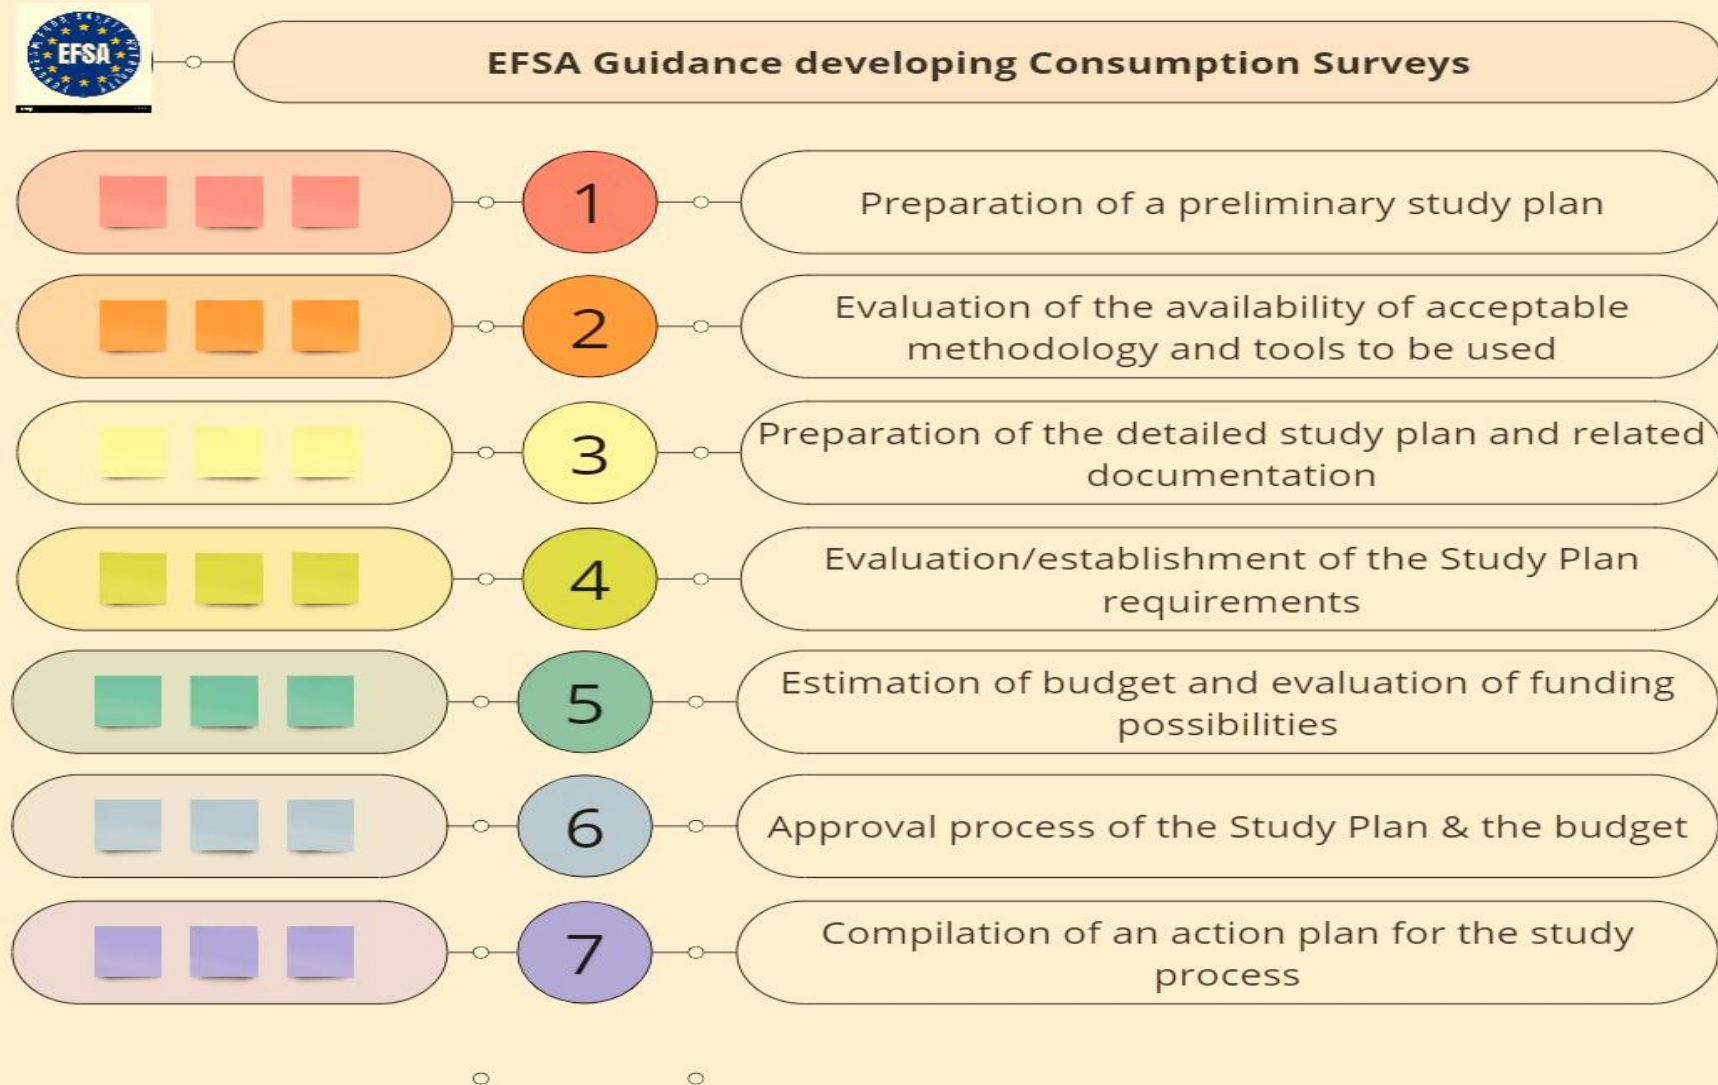 EFSA
EFSA Guidance developing Consumption Surveys
1
Preparation of a preliminary study plan
2
Evaluation of the availability of acceptable
methodology and tools to be used
3
Preparation of the detailed study plan and related
documentation
4
Evaluation/establishment of the Study Plan
requirements
5
Estimation of budget and evaluation of funding
possibilities
6
Approval process of the Study Plan & the budget
7
Compilation of an action plan for the study
process